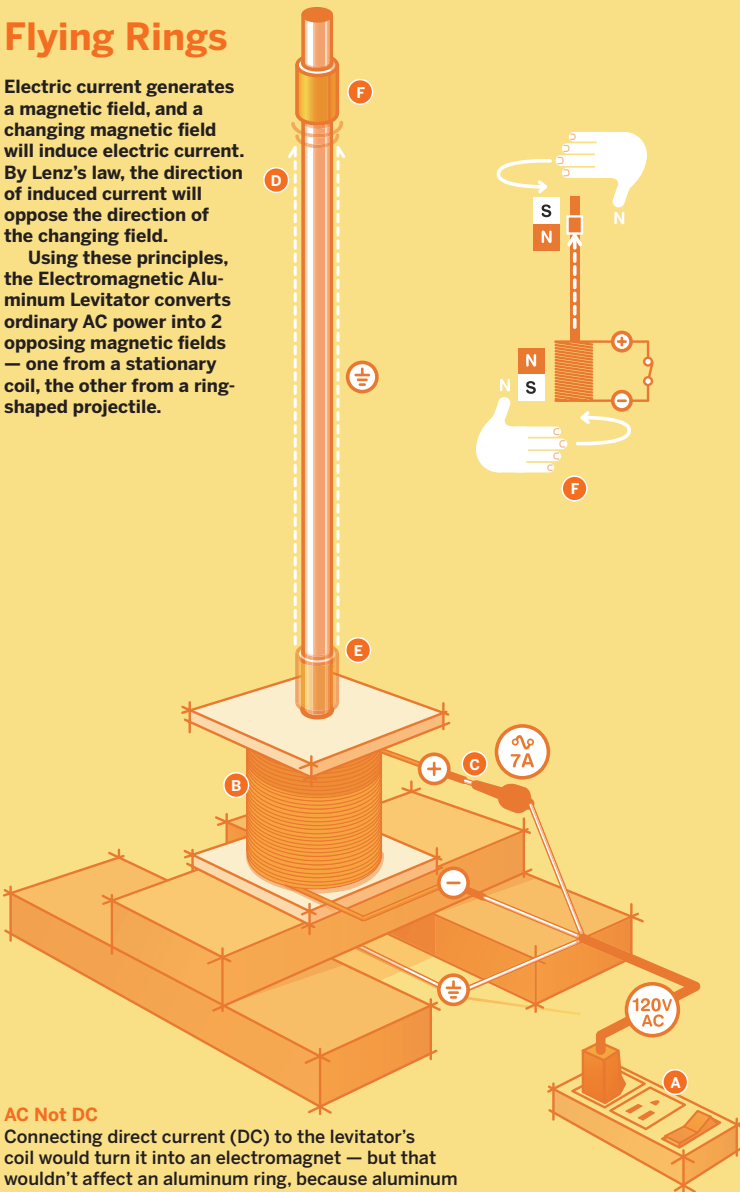 Flying Rings
Electric current generates
a magnetic field, and a
changing magnetic field
will induce electric current.
By Lenz’s law, the direction
of induced current will
oppose the direction of
the changing field.
Using these principles,
the Electromagnetic Alu-
minum Levitator converts
ordinary AC power into 2
opposing magnetic fields
— one from a stationary
coil, the other from a ring-
shaped projectile.
F
D
N
S
N
+
N
S
N
−
F
E
B
+
C
7A
−
120V
AC
A
AC Not DC
Connecting direct current (DC) to the levitator’s
coil would turn it into an electromagnet — but that
wouldn’t affect an aluminum ring, because aluminum